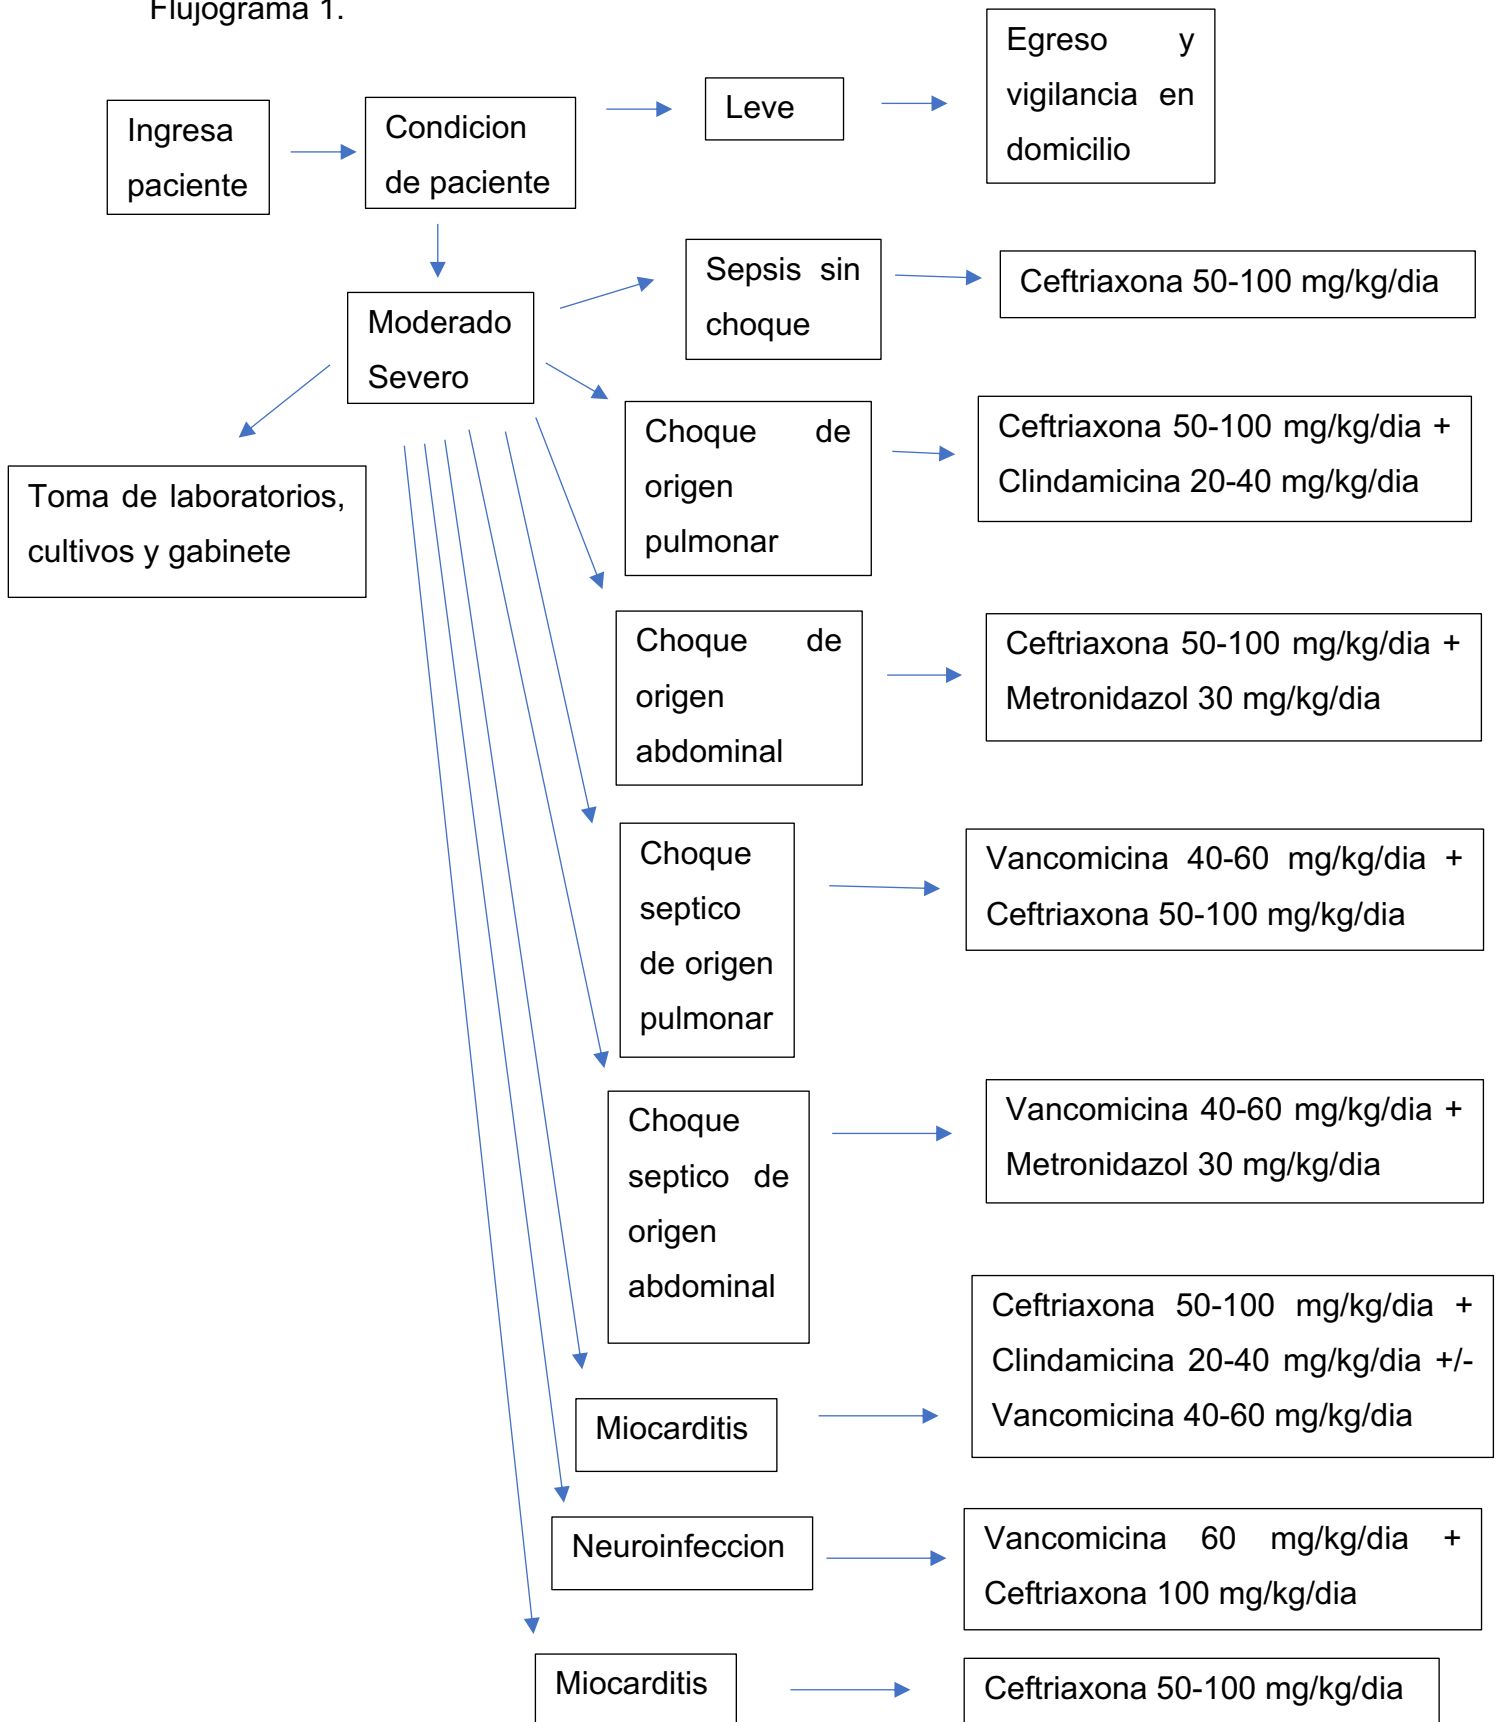 Flujograma 1.
Ingresa
paciente
Condicion
de paciente
Leve
Egreso y
vigilancia en
domicilio
Moderado
Severo
Toma de laboratorios,
cultivos y gabinete
Sepsis sin
choque
Ceftriaxona 50-100 mg/kg/dia
Choque de
origen
pulmonar
Ceftriaxona 50-100 mg/kg/dia +
Clindamicina 20-40 mg/kg/dia
Choque de
origen
abdominal
Ceftriaxona 50-100 mg/kg/dia +
Metronidazol 30 mg/kg/dia
Choque
septico
de origen
pulmonar
Vancomicina 40-60 mg/kg/dia +
Ceftriaxona 50-100 mg/kg/dia
Choque
septico de
origen
abdominal
Vancomicina 40-60 mg/kg/dia +
Metronidazol 30 mg/kg/dia
Miocarditis
Ceftriaxona 50-100 mg/kg/dia +
Clindamicina 20-40 mg/kg/dia +/-
Vancomicina 40-60 mg/kg/dia
Neuroinfeccion
Vancomicina 60 mg/kg/dia +
Ceftriaxona 100 mg/kg/dia
Miocarditis
Ceftriaxona 50-100 mg/kg/dia